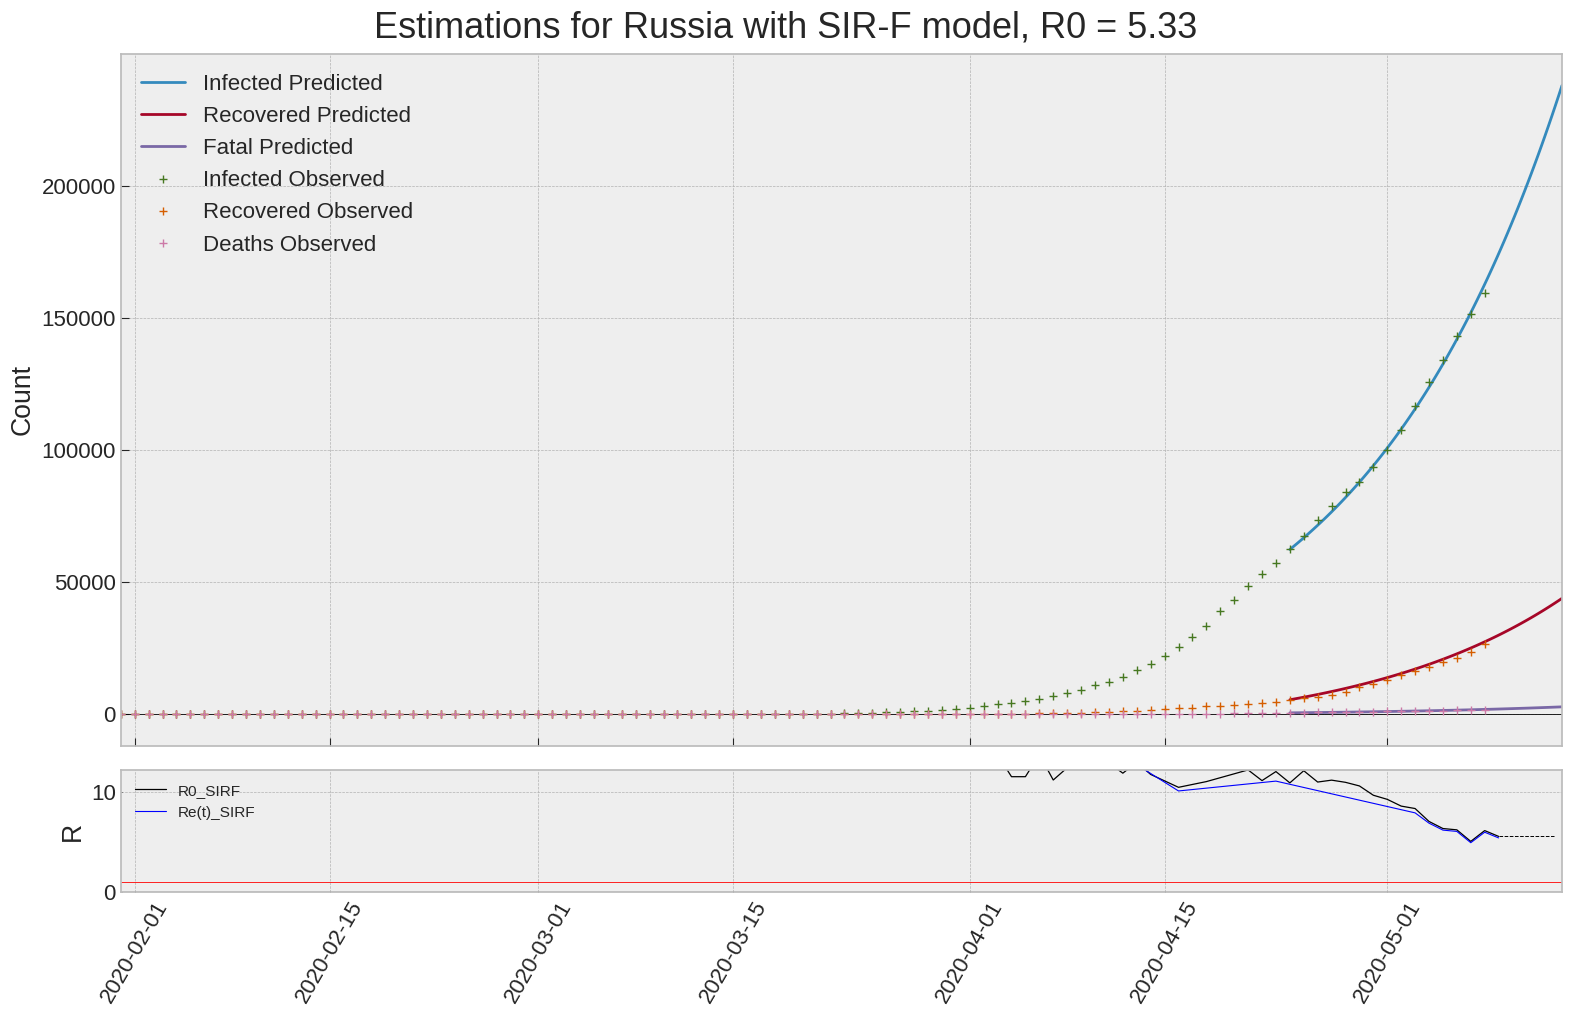 Estimations for Russia with SIR-F model, R0 = 5.33
Infected Predicted
Recovered Predicted
Fatal Predicted
Infected Observed
Recovered Observed
Deaths Observed
200000
150000
100000
50000
0
Count
R0_SIRF
Re(t)_SIRF
10
0
R
2020-02-01
2020-02-15
2020-03-01
2020-03-15
2020-04-01
2020-04-15
2020-05-01